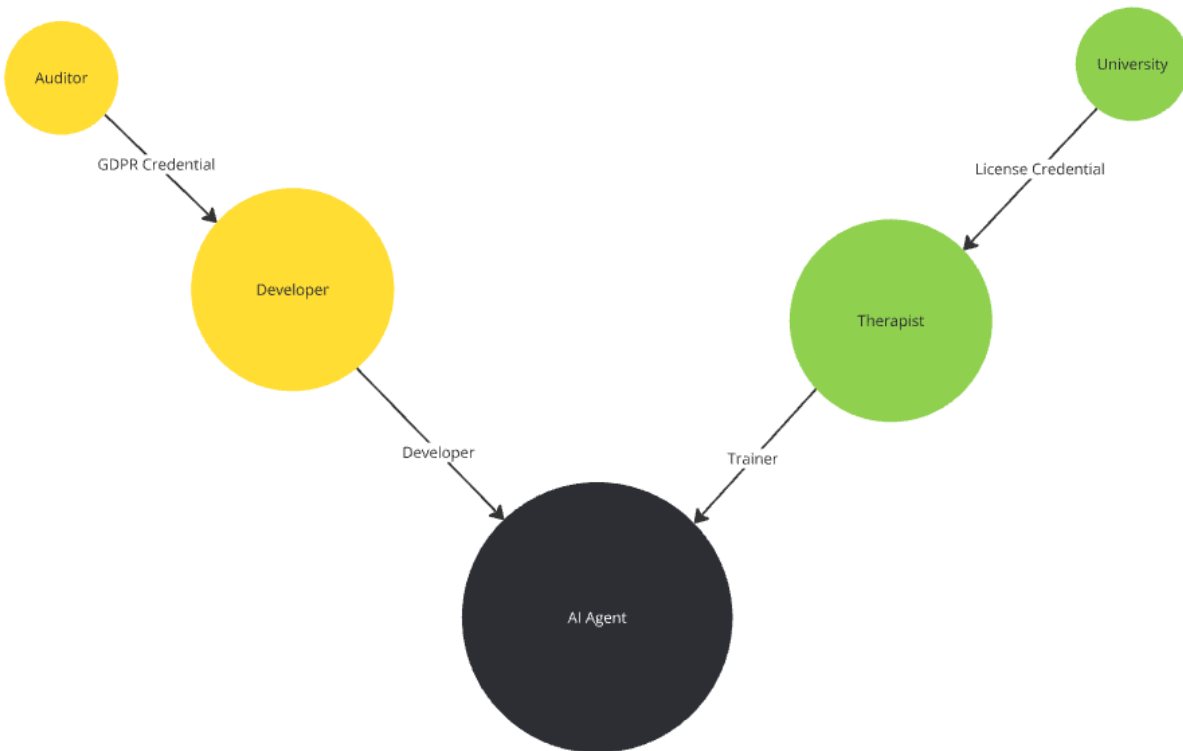 Auditor
University
GDPR Credential
License Credential
Developer
Therapist
Developer
Trainer
AI Agent